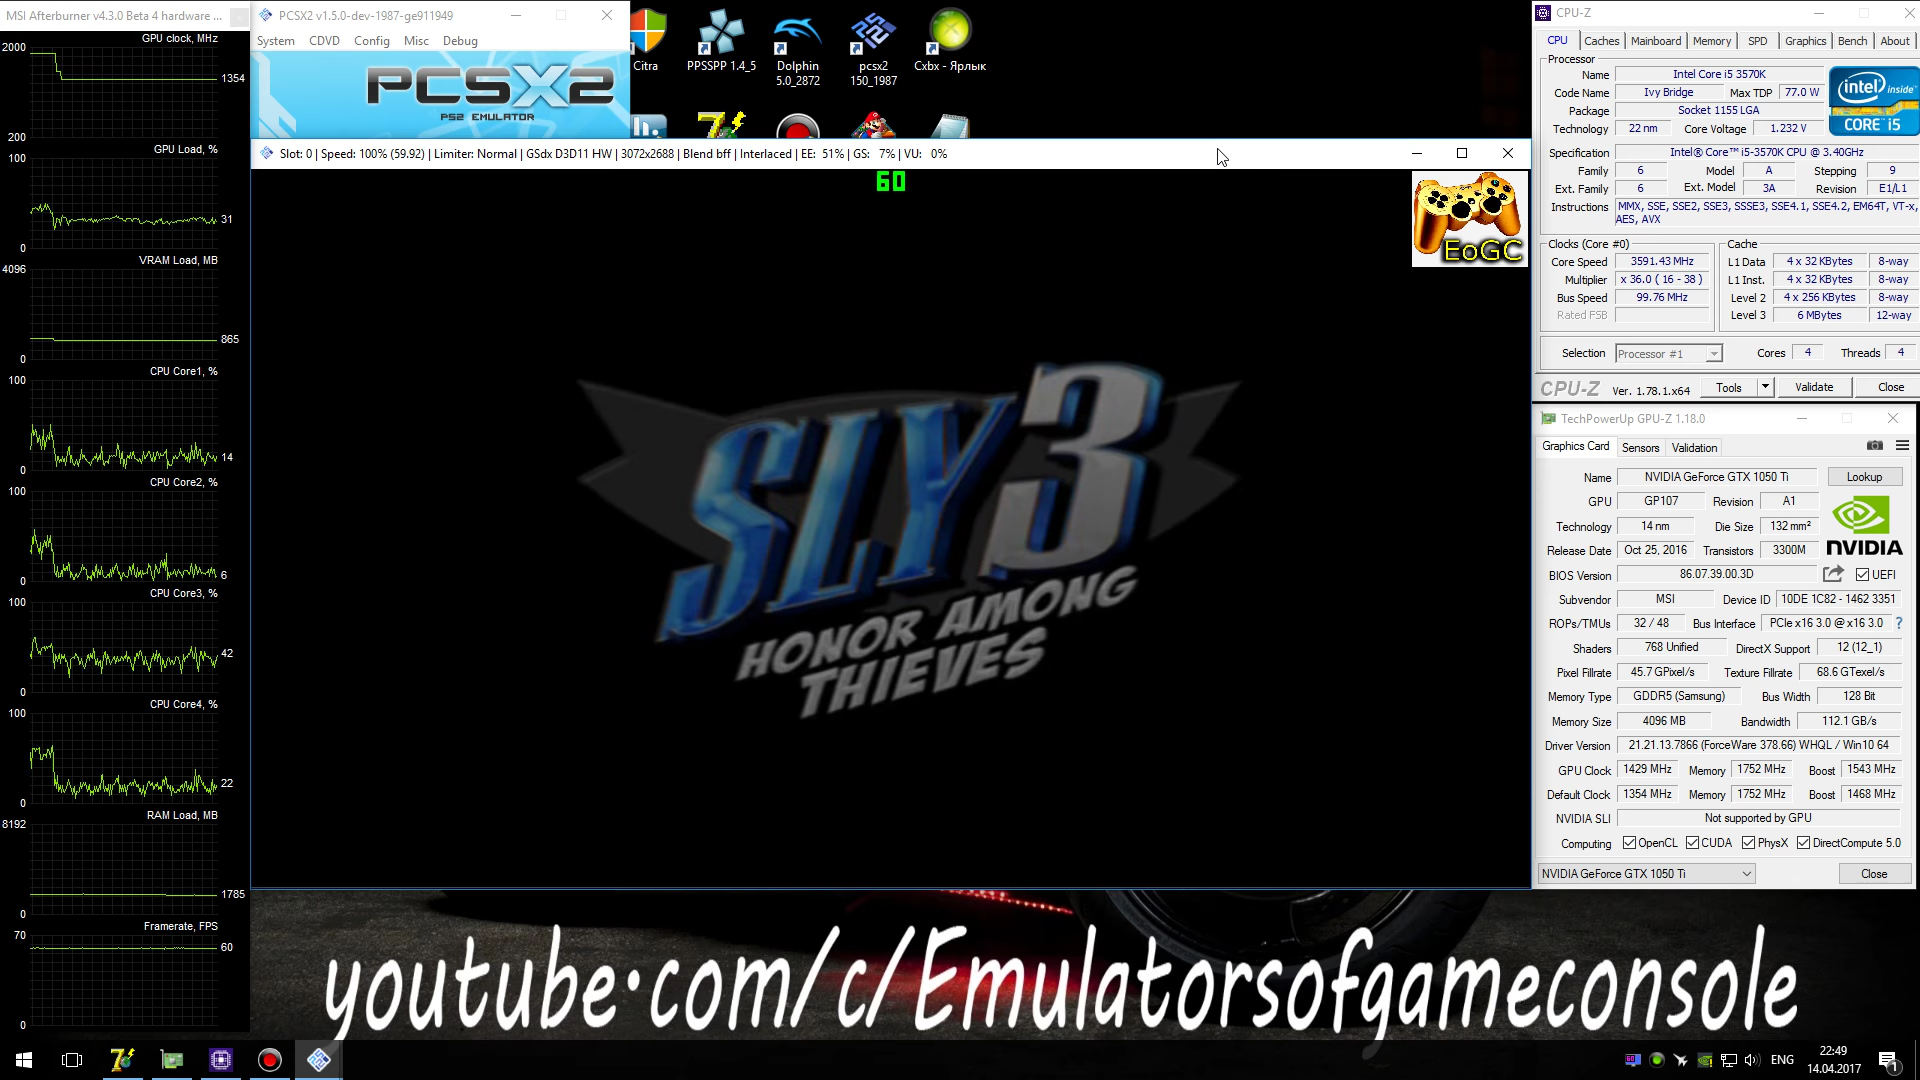 MSI Afterburner v4.3.0 Beta 4 hardware ...
GPU clock, MHz
2000
1354
200
GPU Load, %
100
31
0
VRAM Load, MB
4096
865
0
CPU Core1, %
100
14
0
CPU Core2, %
100
6
0
CPU Core3, %
100
42
0
CPU Core4, %
100
22
0
RAM Load, MB
8192
1785
0
Framerate, FPS
70
60
0
PCSX2 v1.5.0-dev-1987-ge911949
System CDVD Config Misc Debug
PCSX2
PS2 EMULATOR
Citra
PPSSPP 1.4_5
Dolphin
5.0_2872
pcsx2
150_1987
Cxbx - Ярлык
Slot: 0 | Speed: 100% (59.92) | Limiter: Normal | GSdx D3D11 HW | 3072x2688 | Blend bff | Interlaced | EE: 51% | GS: 7% | VU: 0%
60
EoGC
SLY 3
HONOR AMONG
THIEVES
CPU-Z
CPU Caches Mainboard Memory SPD Graphics Bench About
Processor
Name Intel Core i5 3570K
Code Name Ivy Bridge Max TDP 77.0 W
Package Socket 1155 LGA
Technology 22 nm Core Voltage 1.232 V
intel inside™
CORE i5
Specification Intel® Core™ i5-3570K CPU @ 3.40GHz
Family 6 Model A Stepping 9
Ext. Family 6 Ext. Model 3A Revision E1/L1
Instructions MMX, SSE, SSE2, SSE3, SSSE3, SSE4.1, SSE4.2, EM64T, VT-x,
AES, AVX
Clocks (Core #0)
Core Speed 3591.43 MHz
Multiplier x 36.0 ( 16 - 38 )
Bus Speed 99.76 MHz
Rated FSB
Cache
L1 Data 4 x 32 KBytes 8-way
L1 Inst. 4 x 32 KBytes 8-way
Level 2 4 x 256 KBytes 8-way
Level 3 6 MBytes 12-way
Selection Processor #1 Cores 4 Threads 4
CPU-Z Ver. 1.78.1.x64 Tools Validate Close
TechPowerUp GPU-Z 1.18.0
Graphics Card Sensors Validation
Name NVIDIA GeForce GTX 1050 Ti Lookup
GPU GP107 Revision A1
Technology 14 nm Die Size 132 mm²
Release Date Oct 25, 2016 Transistors 3300M
NVIDIA
BIOS Version 86.07.39.00.3D UEFI
Subvendor MSI Device ID 10DE 1C82 - 1462 3351
ROPs/TMUs 32 / 48 Bus Interface PCIe x16 3.0 @ x16 3.0 ?
Shaders 768 Unified DirectX Support 12 (12_1)
Pixel Fillrate 45.7 GPixel/s Texture Fillrate 68.6 GTexel/s
Memory Type GDDR5 (Samsung) Bus Width 128 Bit
Memory Size 4096 MB Bandwidth 112.1 GB/s
Driver Version 21.21.13.7866 (ForceWare 378.66) WHQL / Win10 64
GPU Clock 1429 MHz Memory 1752 MHz Boost 1543 MHz
Default Clock 1354 MHz Memory 1752 MHz Boost 1468 MHz
NVIDIA SLI Not supported by GPU
Computing OpenCL CUDA PhysX DirectCompute 5.0
NVIDIA GeForce GTX 1050 Ti Close
youtube.com/c/Emulatorsofgameconsole
ENG
22:49
14.04.2017
1